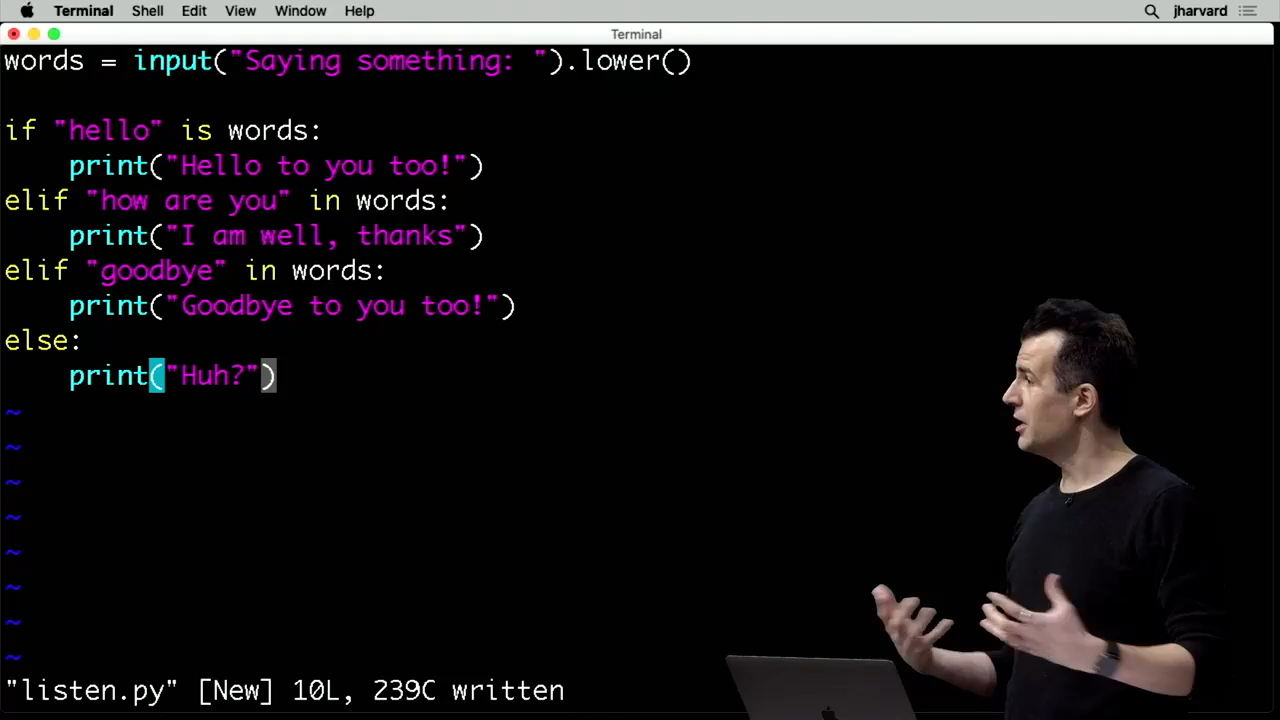 Terminal Shell Edit View Window Help jharvard
Terminal
words = input("Saying something: ").lower()
if "hello" is words:
    print("Hello to you too!")
elif "how are you" in words:
    print("I am well, thanks")
elif "goodbye" in words:
    print("Goodbye to you too!")
else:
    print("Huh?")
~
~
~
~
~
~
~
~
"listen.py" [New] 10L, 239C written